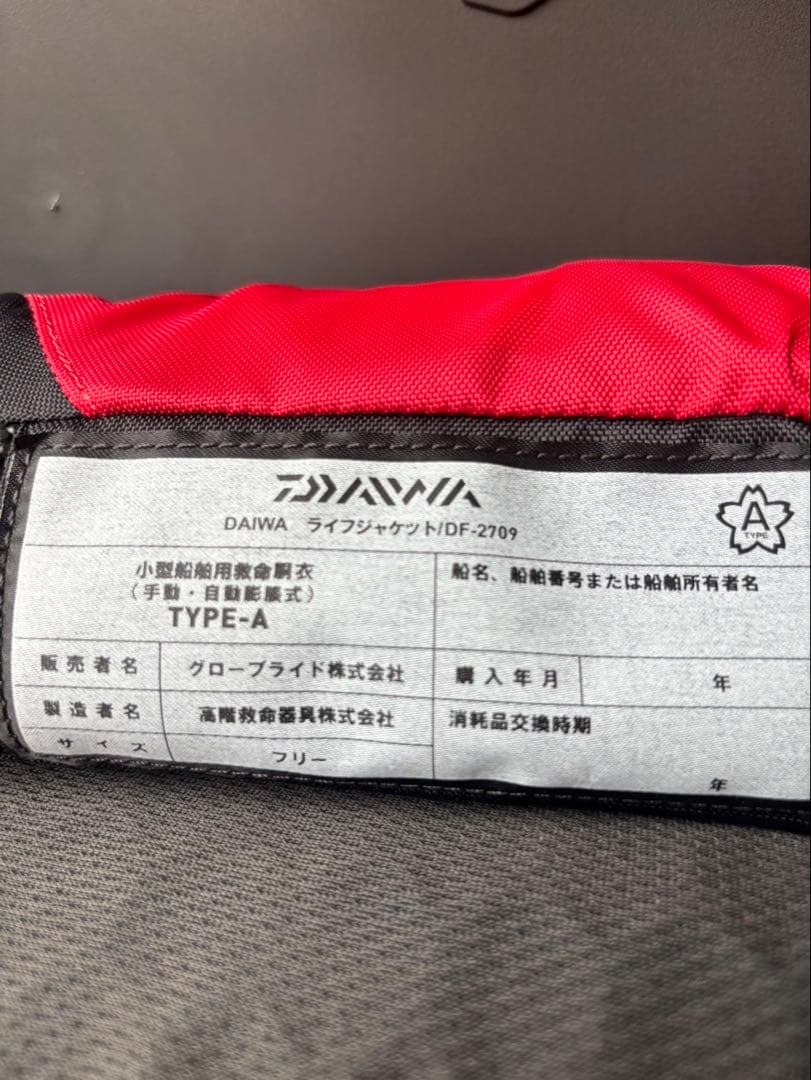 DAIWA
DAIWA ライフジャケット/DF-2709
A
TYPE
小型船舶用救命胴衣
(手動・自動膨脹式)
TYPE-A
船名、船舶番号または船舶所有者名
販売者名 グローブライド株式会社
購入年月 年
製造者名 高階救命器具株式会社
消耗品交換時期
サイズ フリー
年